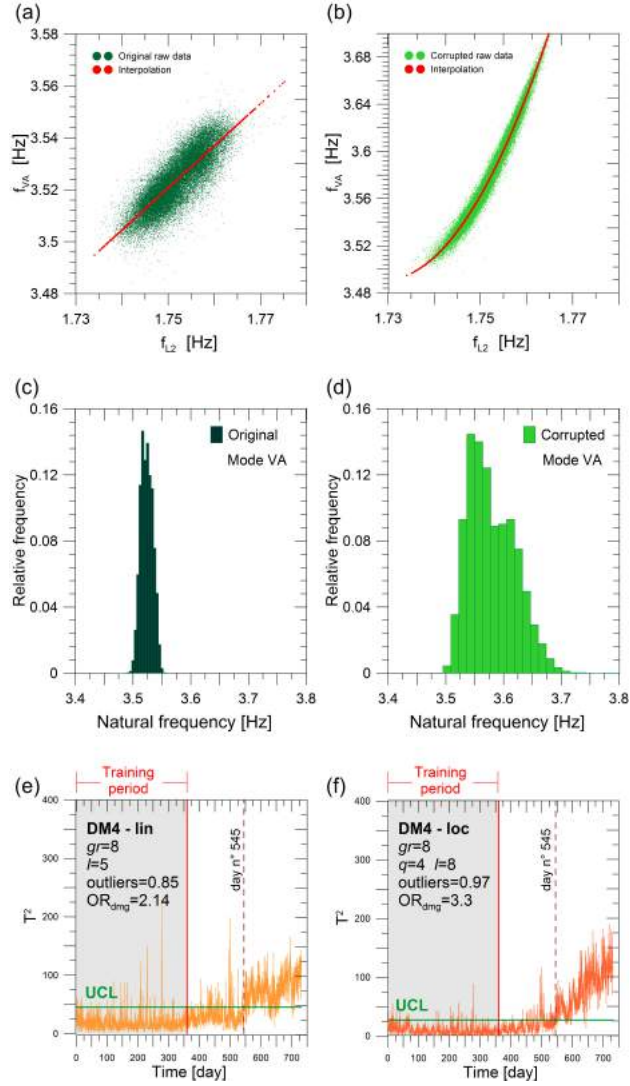 (a)
3.58
3.56
3.54
3.52
3.5
3.48
f_VA [Hz]
Original raw data
Interpolation
1.73
1.75
1.77
f_L2 [Hz]
(b)
3.68
3.64
3.6
3.56
3.52
3.48
f_VA [Hz]
Corrupted raw data
Interpolation
1.73
1.75
1.77
f_L2 [Hz]
(c)
0.16
0.12
0.08
0.04
0
Relative frequency
Original
Mode VA
3.4
3.5
3.6
3.7
3.8
Natural frequency [Hz]
(d)
0.16
0.12
0.08
0.04
0
Relative frequency
Corrupted
Mode VA
3.4
3.5
3.6
3.7
3.8
Natural frequency [Hz]
(e)
Training
period
400
300
200
100
0
T²
DM4 - lin
gr=8
l=5
outliers=0.85
OR_dmg=2.14
UCL
day n° 545
0 100 200 300 400 500 600 700
Time [day]
(f)
Training
period
400
300
200
100
0
T²
DM4 - loc
gr=8
q=4 l=8
outliers=0.97
OR_dmg=3.3
UCL
day n° 545
0 100 200 300 400 500 600 700
Time [day]